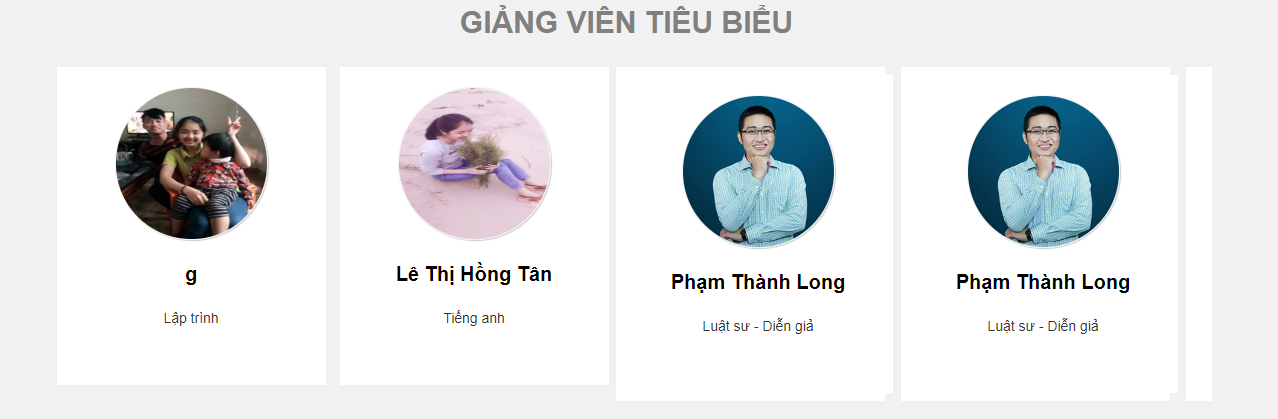 GIẢNG VIÊN TIÊU BIỂU
g
Lập trình
Lê Thị Hồng Tân
Tiếng anh
Phạm Thành Long
Luật sư - Diễn giả
Phạm Thành Long
Luật sư - Diễn giả